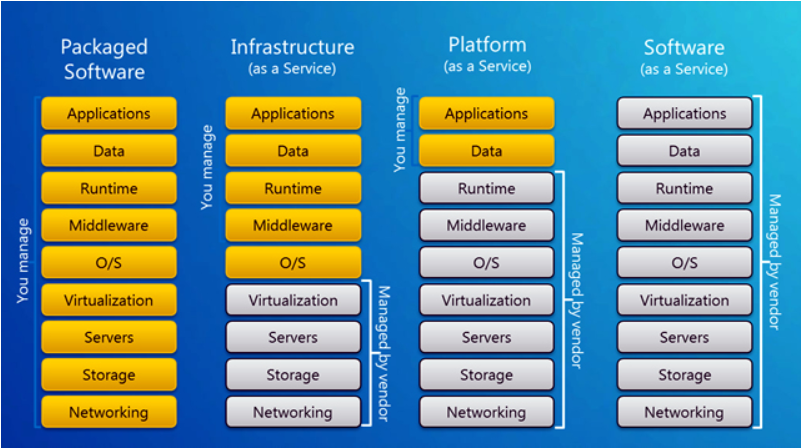 Packaged
Software
You manage
Applications
Data
Runtime
Middleware
O/S
Virtualization
Servers
Storage
Networking
Infrastructure
(as a Service)
You manage
Applications
Data
Runtime
Middleware
O/S
Virtualization
Servers
Storage
Networking
Managed by vendor
Platform
(as a Service)
You manage
Applications
Data
Runtime
Middleware
O/S
Virtualization
Servers
Storage
Networking
Managed by vendor
Software
(as a Service)
Applications
Data
Runtime
Middleware
O/S
Virtualization
Servers
Storage
Networking
Managed by vendor